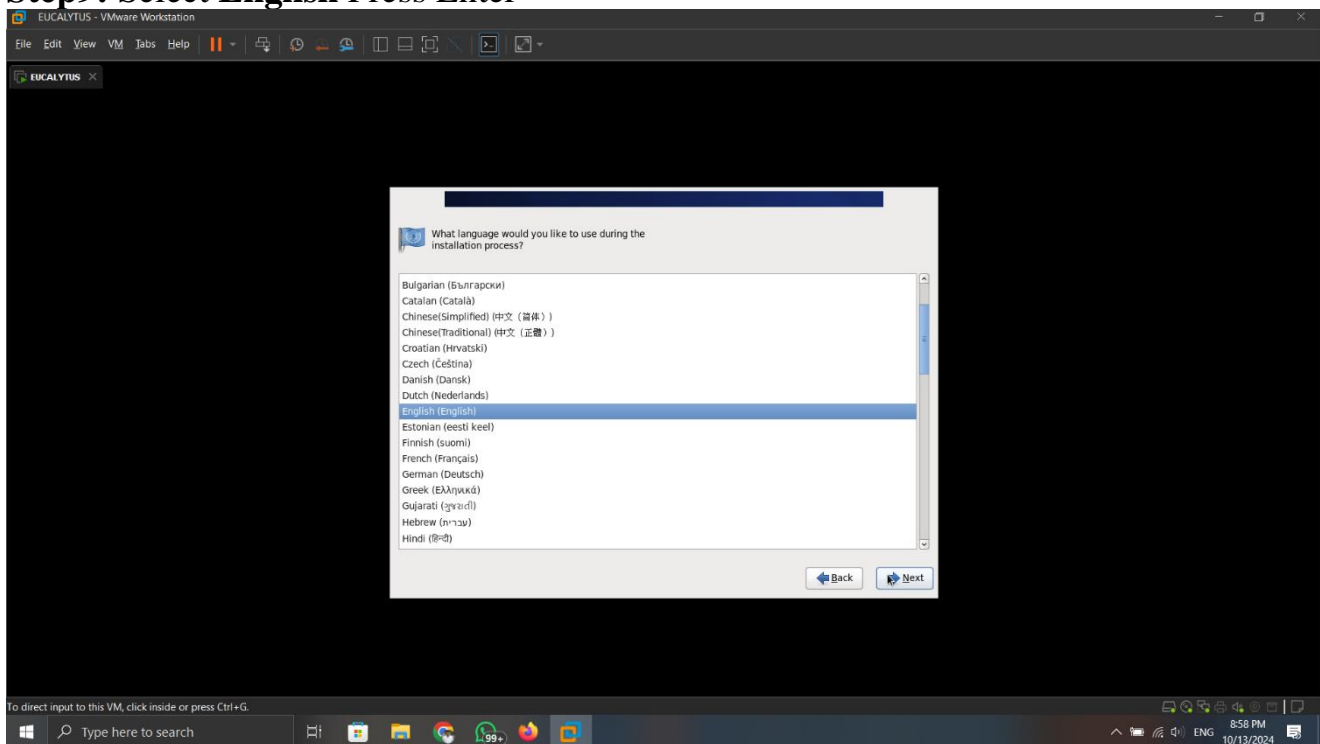 Step9: Select English Press Enter
EUCALYTUS - VMware Workstation
File Edit View VM Tabs Help
EUCALYTUS
What language would you like to use during the
installation process?
Bulgarian (Български)
Catalan (Català)
Chinese(Simplified) (中文（简体）)
Chinese(Traditional) (中文（正體）)
Croatian (Hrvatski)
Czech (Čeština)
Danish (Dansk)
Dutch (Nederlands)
English (English)
Estonian (eesti keel)
Finnish (suomi)
French (Français)
German (Deutsch)
Greek (Ελληνικά)
Gujarati (ગુજરાતી)
Hebrew (עברית)
Hindi (हिन्दी)
Back Next
To direct input to this VM, click inside or press Ctrl+G.
Type here to search
99+
ENG
8:58 PM
10/13/2024